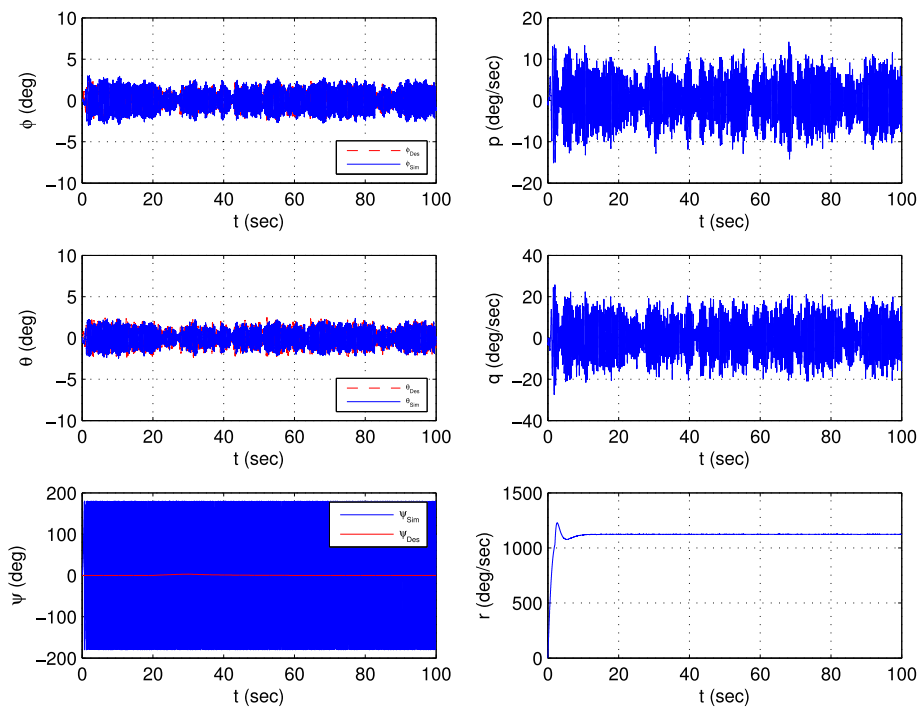 10
5
0
−5
−10
ϕ (deg)
0 20 40 60 80 100
t (sec)
ϕDes
ϕSim
20
10
0
−10
−20
p (deg/sec)
0 20 40 60 80 100
t (sec)
10
5
0
−5
−10
θ (deg)
0 20 40 60 80 100
t (sec)
θDes
θSim
40
20
0
−20
−40
q (deg/sec)
0 20 40 60 80 100
t (sec)
200
100
0
−100
−200
ψ (deg)
0 20 40 60 80 100
t (sec)
ψSim
ψDes
1500
1000
500
0
r (deg/sec)
0 20 40 60 80 100
t (sec)